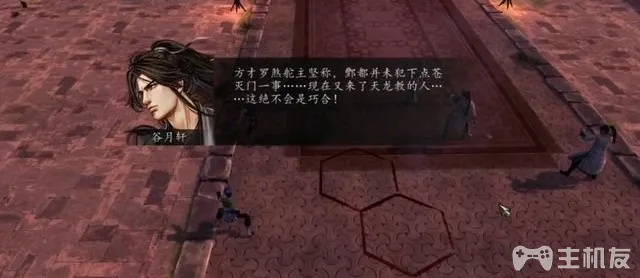 方才罗煞舵主坚称，酆都并未犯下点苍
灭门一事……现在又来了天龙教的人…
…这绝不会是巧合！
谷月轩
主机友